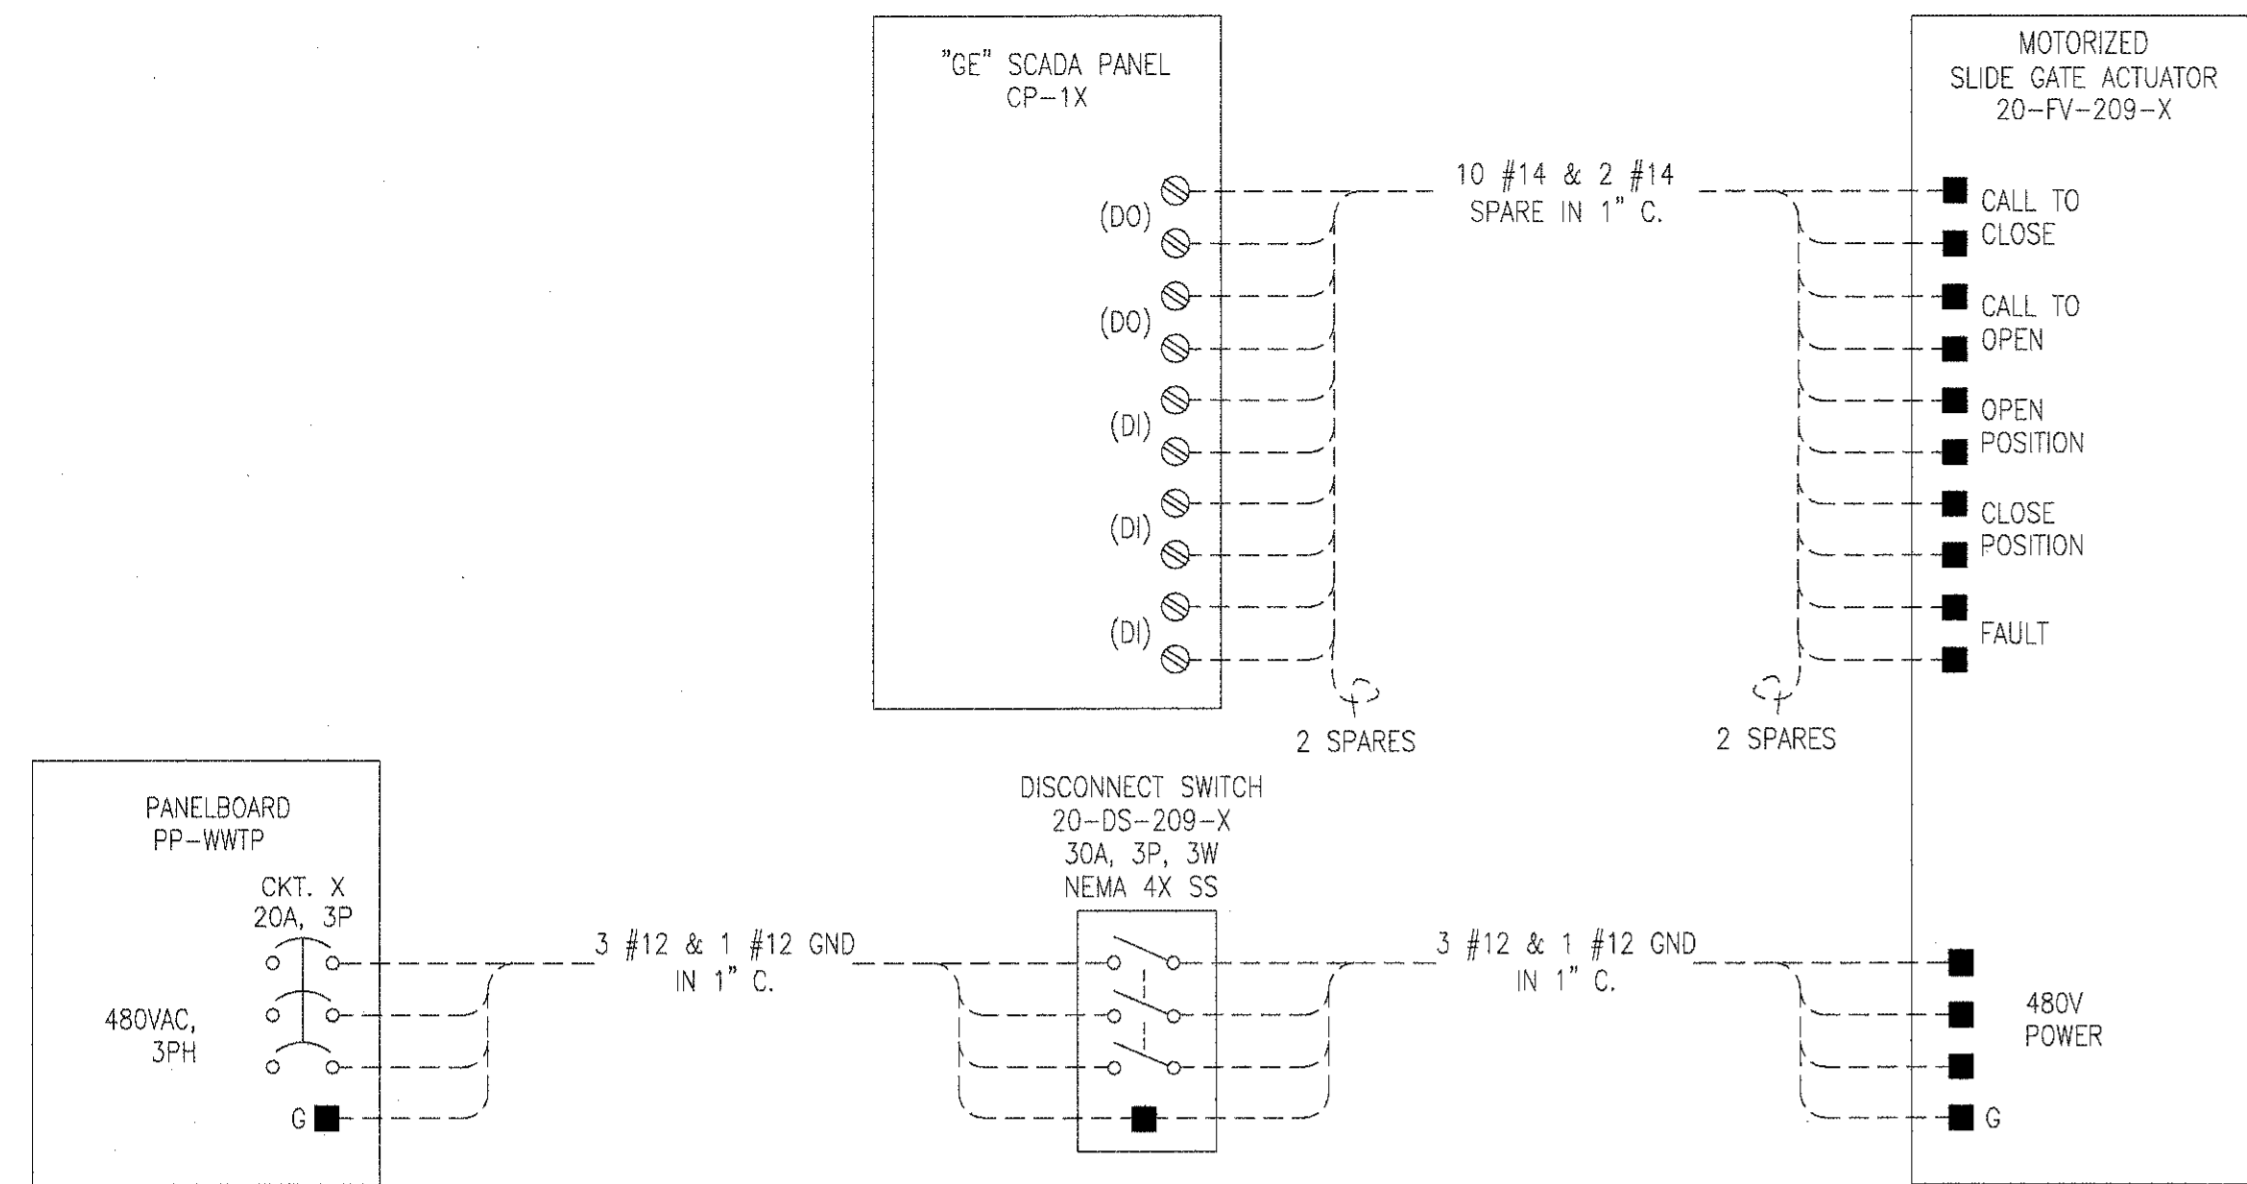 "GE" SCADA PANEL
CP-1X
(DO)
(DO)
(DI)
(DI)
(DI)
10 #14 & 2 #14
SPARE IN 1" C.
2 SPARES
2 SPARES
MOTORIZED
SLIDE GATE ACTUATOR
20-FV-209-X
CALL TO
CLOSE
CALL TO
OPEN
OPEN
POSITION
CLOSE
POSITION
FAULT
PANELBOARD
PP-WWTP
CKT. X
20A, 3P
480VAC,
3PH
G
3 #12 & 1 #12 GND
IN 1" C.
DISCONNECT SWITCH
20-DS-209-X
30A, 3P, 3W
NEMA 4X SS
3 #12 & 1 #12 GND
IN 1" C.
480V
POWER
G